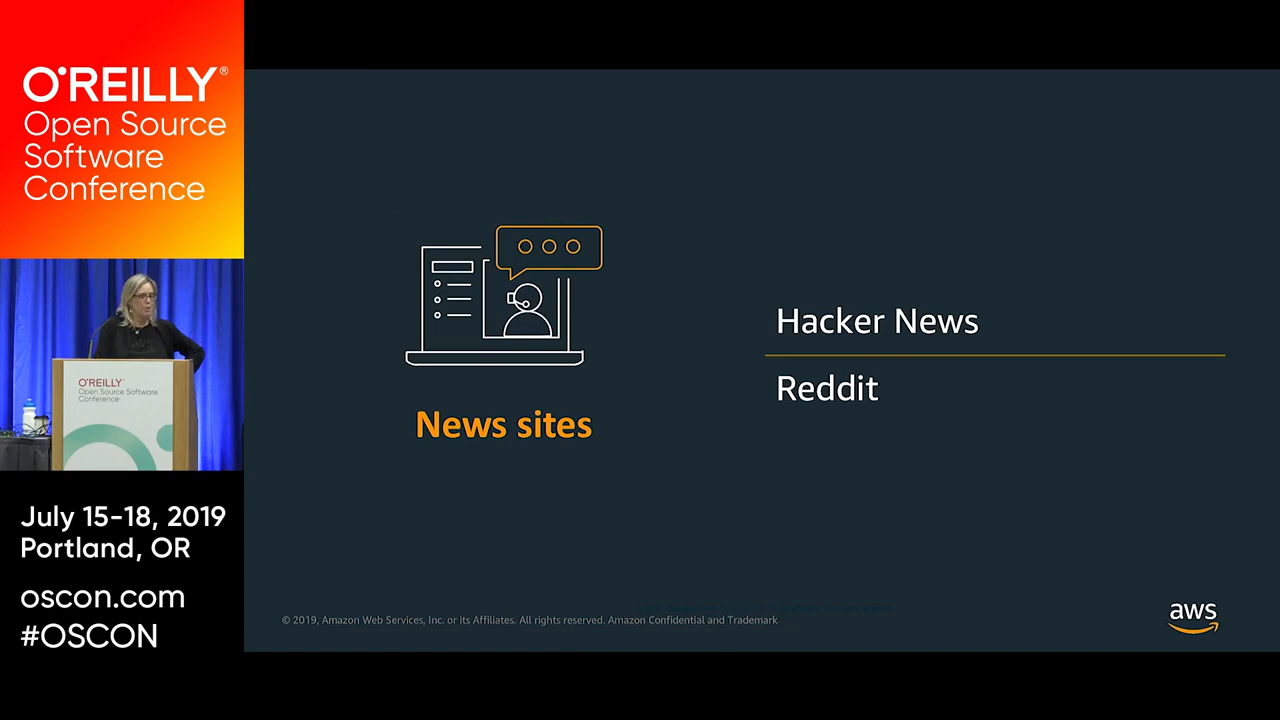 O'REILLY®
Open Source
Software
Conference
O'REILLY
Open Source Software
Conference
July 15-18, 2019
Portland, OR
oscon.com
#OSCON
Hacker News
Reddit
News sites
© 2019, Amazon Web Services, Inc. or its Affiliates. All rights reserved. Amazon Confidential and Trademark
aws